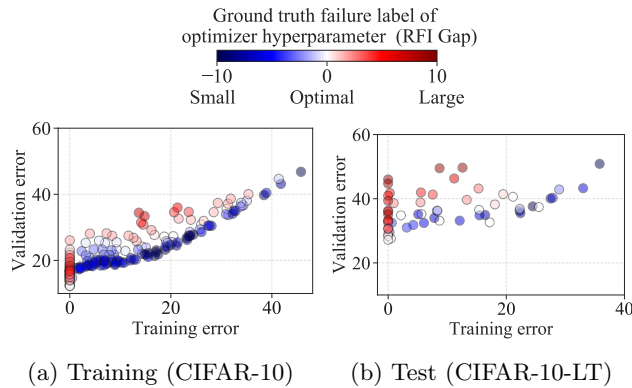 Ground truth failure label of
optimizer hyperparameter (RFI Gap)
−10 0 10
Small Optimal Large
60
40
20
Validation error
0 20 40
Training error
60
40
20
Validation error
0 20 40
Training error
(a) Training (CIFAR-10)
(b) Test (CIFAR-10-LT)